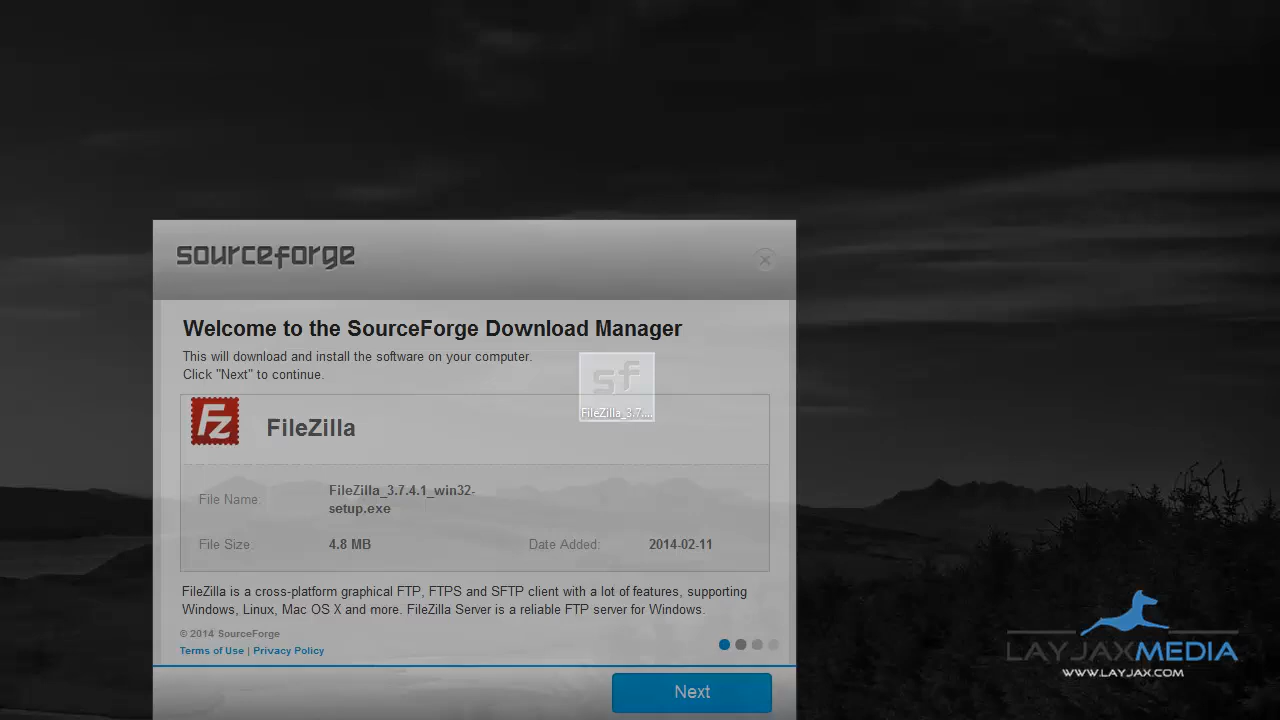 sourceforge
Welcome to the SourceForge Download Manager
This will download and install the software on your computer.
Click "Next" to continue.
sf
FileZilla_3.7....
Fz
FileZilla
File Name:
FileZilla_3.7.4.1_win32-
setup.exe
File Size:
4.8 MB
Date Added:
2014-02-11
FileZilla is a cross-platform graphical FTP, FTPS and SFTP client with a lot of features, supporting
Windows, Linux, Mac OS X and more. FileZilla Server is a reliable FTP server for Windows.
© 2014 SourceForge
Terms of Use | Privacy Policy
Next
LAYJAXMEDIA
WWW.LAYJAX.COM